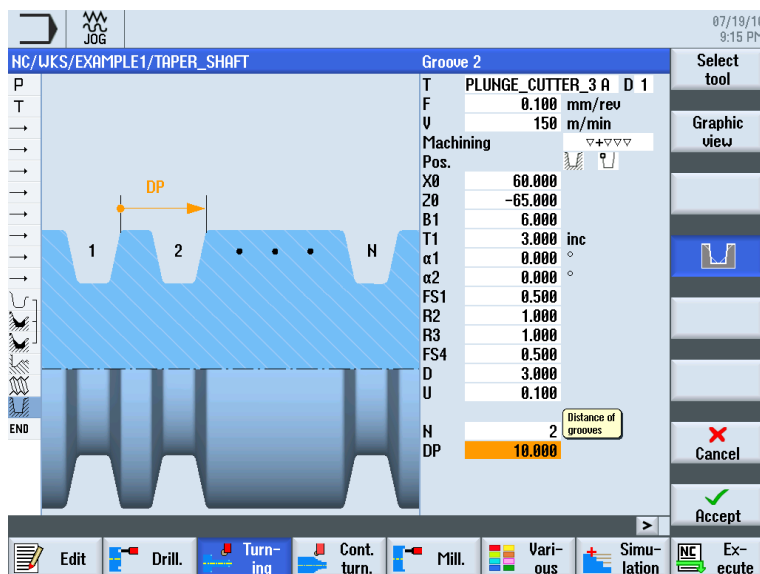 07/19/10
JOG
9:15 PM
NC/WKS/EXAMPLE1/TAPER_SHAFT
Groove 2
Select tool
P
T
T PLUNGE_CUTTER_3 A D 1
F 0.100 mm/rev
V 150 m/min
Graphic view
Machining ▽+▽▽▽
Pos.
X0 60.000
Z0 -65.000
B1 6.000
T1 3.000 inc
α1 0.000 °
α2 0.000 °
FS1 0.500
R2 1.000
R3 1.000
FS4 0.500
D 3.000
U 0.100
Distance of grooves
N 2
DP 10.000
DP
1 2 • • • N
END
Cancel
Accept
>
Edit
Drill.
Turn-ing
Cont. turn.
Mill.
Vari-ous
Simu-lation
NC Ex-ecute